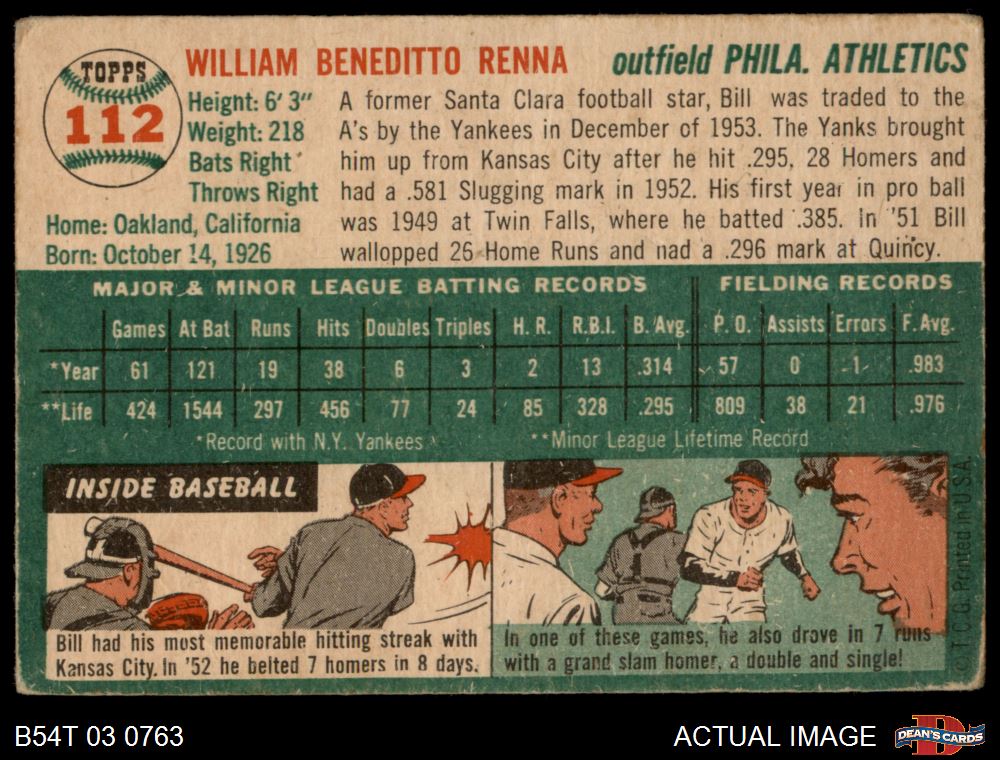 TOPPS
112
WILLIAM BENEDITTO RENNA
outfield PHILA. ATHLETICS
Height: 6' 3"
Weight: 218
Bats Right
Throws Right
Home: Oakland, California
Born: October 14, 1926
A former Santa Clara football star, Bill was traded to the
A's by the Yankees in December of 1953. The Yanks brought
him up from Kansas City after he hit .295, 28 Homers and
had a .581 Slugging mark in 1952. His first year in pro ball
was 1949 at Twin Falls, where he batted .385. In '51 Bill
wallopped 26 Home Runs and had a .296 mark at Quincy.
MAJOR & MINOR LEAGUE BATTING RECORDS FIELDING RECORDS
Games At Bat Runs Hits Doubles Triples H. R. R.B.I. B. Avg. P. O. Assists Errors F. Avg.
*Year 61 121 19 38 6 3 2 13 .314 57 0 1 .983
**Life 424 1544 297 456 77 24 85 328 .295 809 38 21 .976
*Record with N.Y. Yankees **Minor League Lifetime Record
INSIDE BASEBALL
Bill had his most memorable hitting streak with
Kansas City. In '52 he belted 7 homers in 8 days.
In one of these games, he also drove in 7 runs
with a grand slam homer, a double and single!
© T.C.G. Printed in U.S.A.
B54T 03 0763
ACTUAL IMAGE
D
DEAN'S CARDS